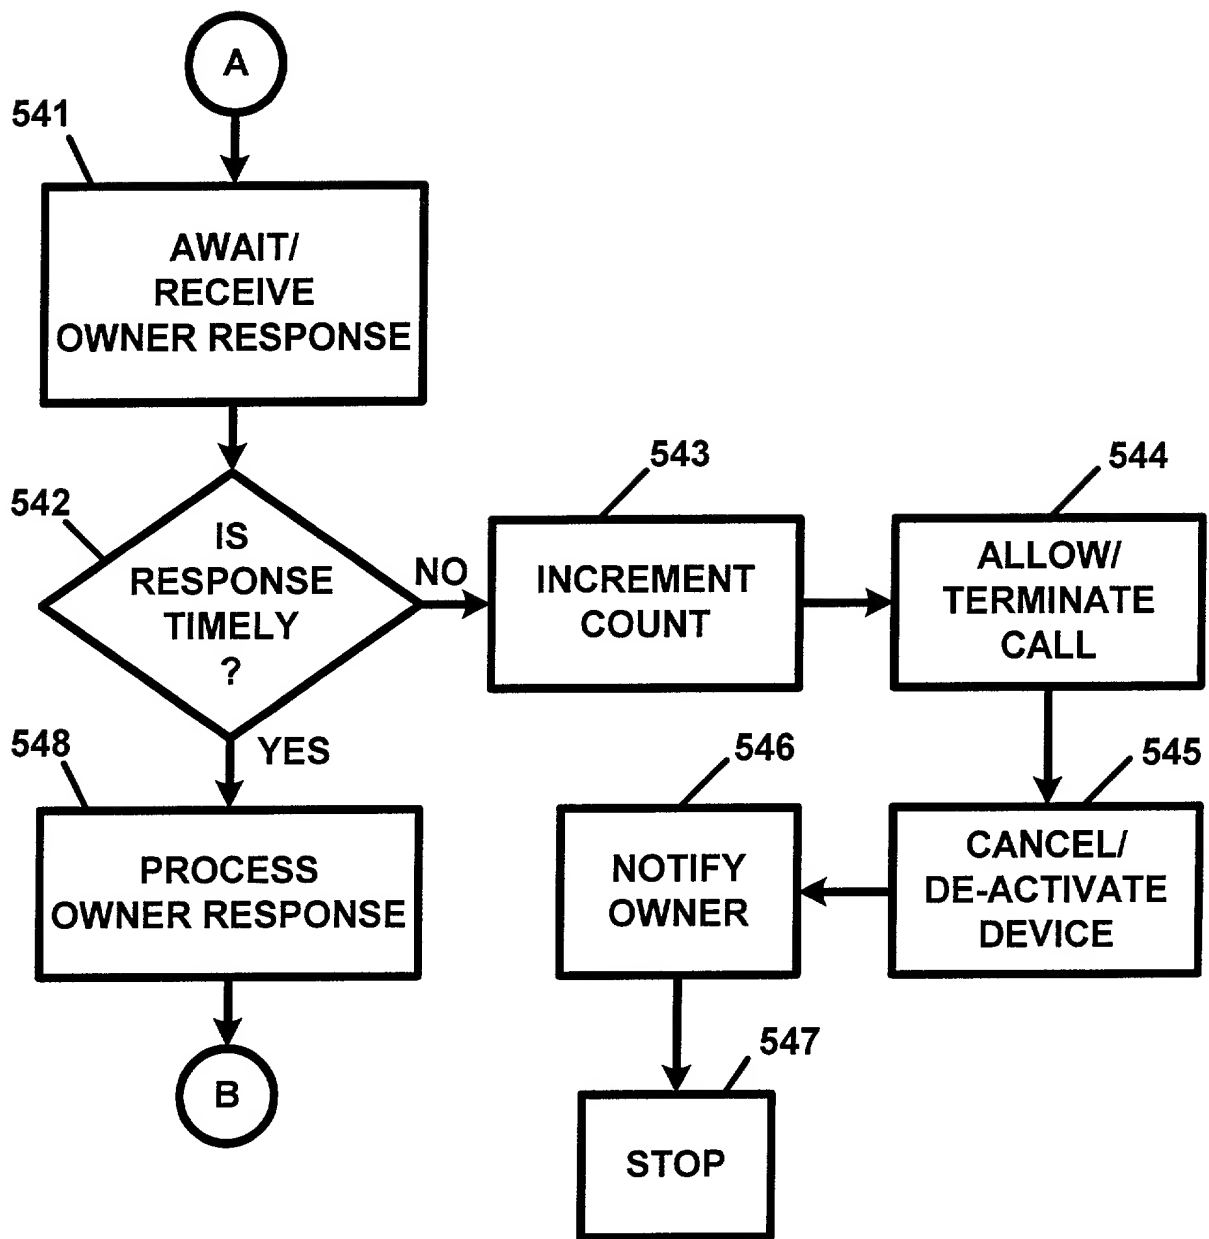 A
541
AWAIT/
RECEIVE
OWNER RESPONSE
542
IS
RESPONSE
TIMELY
?
NO
543
INCREMENT
COUNT
544
ALLOW/
TERMINATE
CALL
YES
548
PROCESS
OWNER RESPONSE
546
NOTIFY
OWNER
545
CANCEL/
DE-ACTIVATE
DEVICE
B
547
STOP